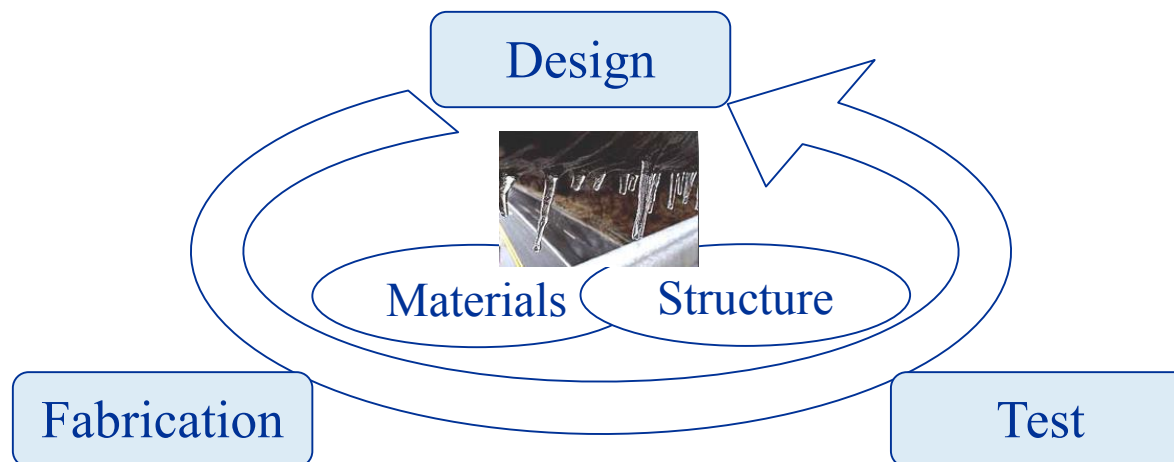 Design
Materials
Structure
Fabrication
Test